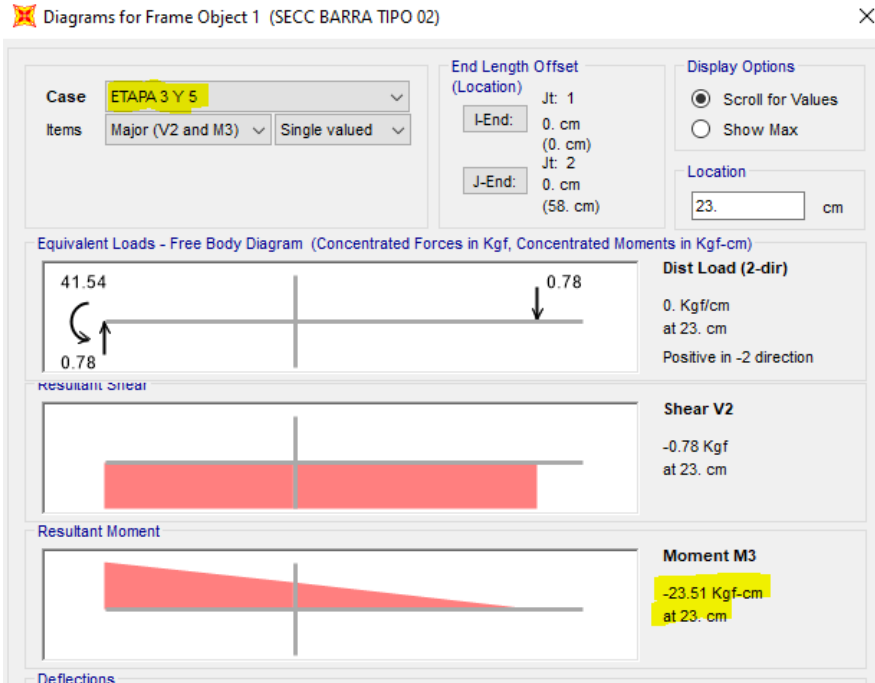 Diagrams for Frame Object 1 (SECC BARRA TIPO 02)
Case ETAPA 3 Y 5
Items Major (V2 and M3) Single valued
End Length Offset
(Location)
Jt: 1
I-End: 0. cm
(0. cm)
Jt: 2
J-End: 0. cm
(58. cm)
Display Options
Scroll for Values
Show Max
Location
23. cm
Equivalent Loads - Free Body Diagram (Concentrated Forces in Kgf, Concentrated Moments in Kgf-cm)
41.54
0.78
0.78
Dist Load (2-dir)
0. Kgf/cm
at 23. cm
Positive in -2 direction
Resultant Shear
Shear V2
-0.78 Kgf
at 23. cm
Resultant Moment
Moment M3
-23.51 Kgf-cm
at 23. cm
Deflections